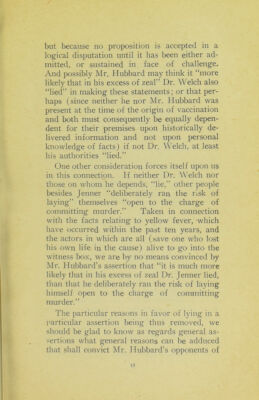 but because no proposition is accepted in a
logical disputation until it has been either ad-
mitted, or sustained in face of challenge.
And possibly Mr. Hubbard may think it "more
likely that in his excess of zeal" Dr. Welch also
"lied" in making these statements; or that per-
haps (since neither he nor Mr. Hubbard was
present at the time of the origin of vaccination
and both must consequently be equally depen-
dent for their premises upon historically de-
livered information and not upon personal
knowledge of facts) if not Dr. Welch, at least
his authorities "lied."
One other consideration forces itself upon us
in this connection. If neither Dr. Welch nor
those on whom he depends, "lie," other people
besides Jenner "deliberately ran the risk of
laying" themselves "open to the charge of
committing murder." Taken in connection
with the facts relating to yellow fever, which
have occurred within the past ten years, and
the actors in which are all (save one who lost
his own life in the cause) alive to go into the
witness box, we are by no means convinced by
Mr. Hubbard's assertion that "it is much more
likely that in his excess of zeal Dr. Jenner lied,
than that he deliberately ran the risk of laying
himself open to the charge of committing
murder."
The particular reasons in favor of lying in a
particular assertion being thus removed, we
should be glad to know as regards general as-
sertions what general reasons can be adduced
that shall convict Mr. Hubbard's opponents of